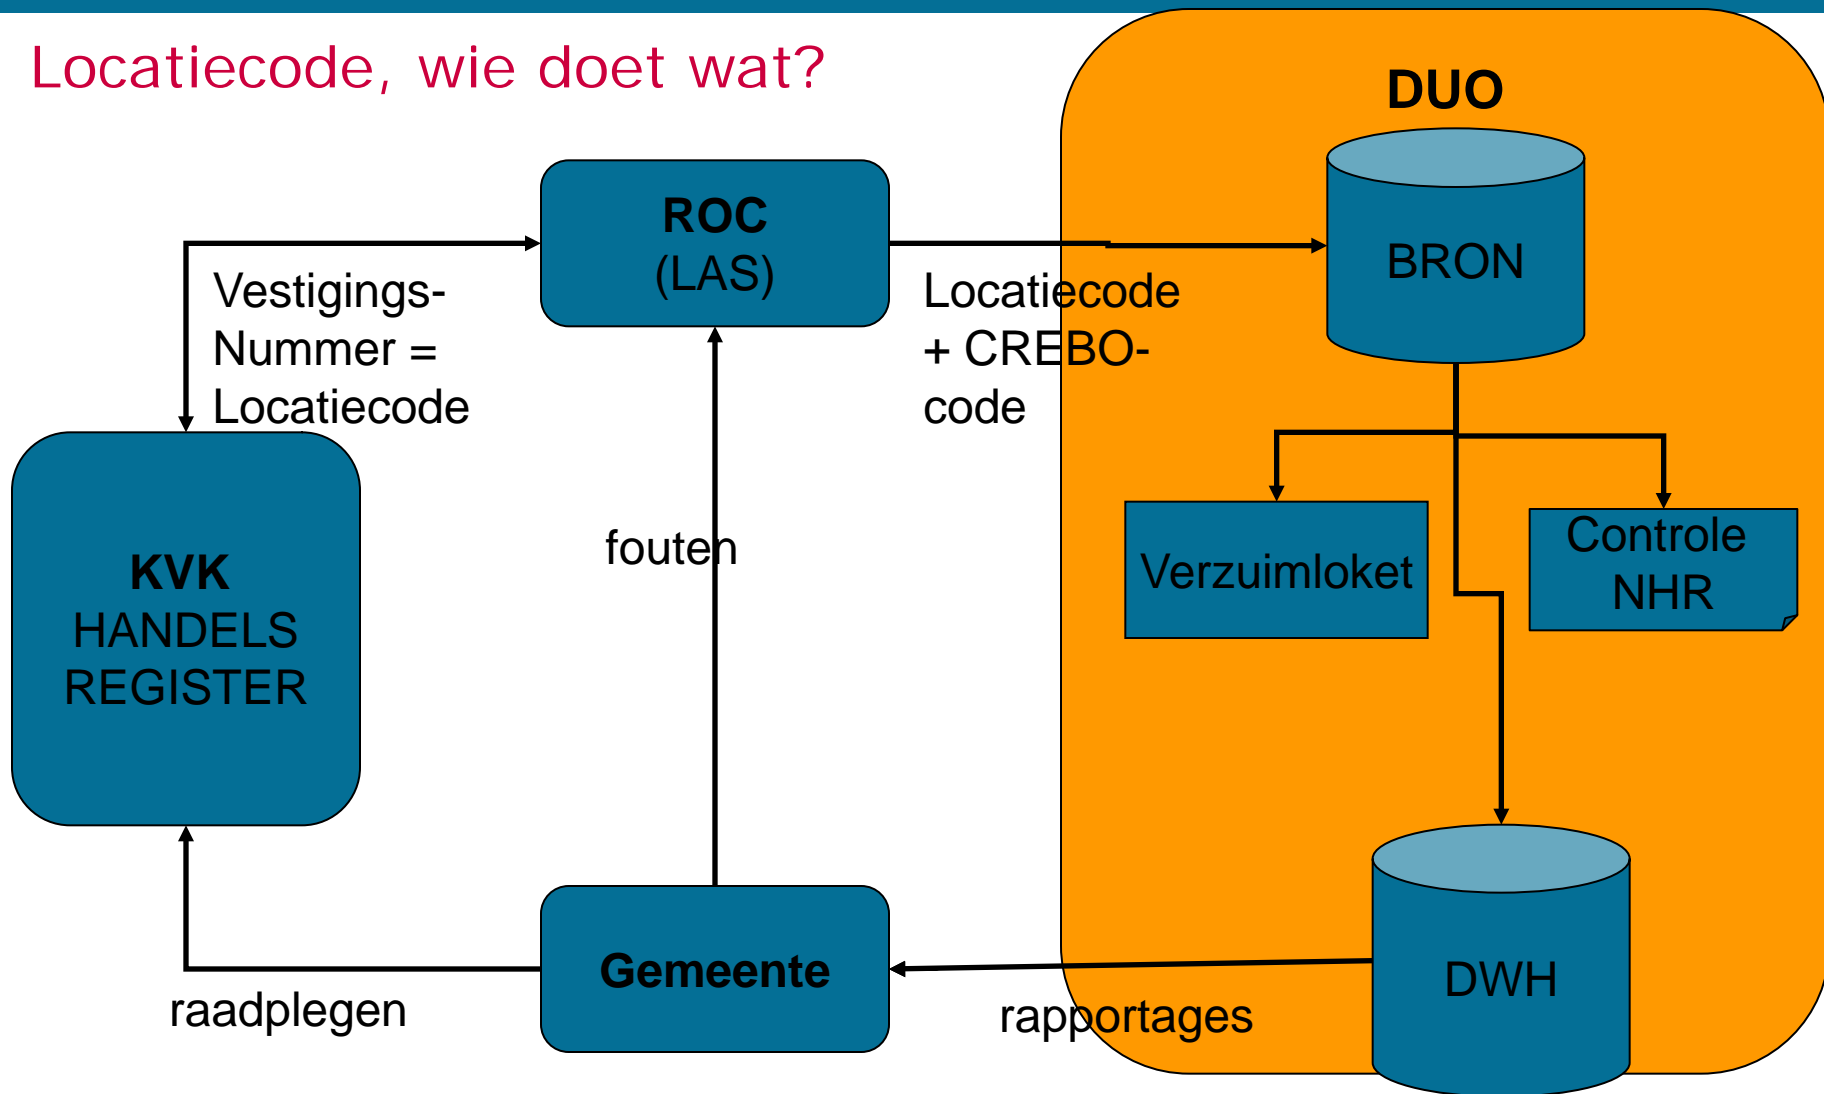 Locatiecode, wie doet wat?
DUO
ROC
(LAS)
BRON
Vestigings-
Nummer =
Locatiecode
Locatiecode
+ CREBO-
code
KVK
HANDELS
REGISTER
fouten
Verzuimloket
Controle
NHR
Gemeente
DWH
raadplegen
rapportages